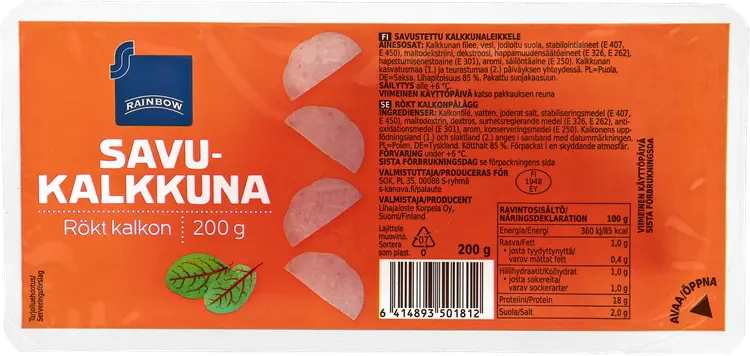 RAINBOW
SAVU-
KALKKUNA
Rökt kalkon 200 g
Tarjoiluehdotus/
Serveringsförslag
FI SAVUSTETTU KALKKUNALEIKKELE
AINESOSAT: Kalkkunan filee, vesi, jodioitu suola, stabilointiaineet (E 407,
E 450), maltodekstriini, dekstroosi, happamuudensäätöaineet (E 326, E 262),
hapettumisenestoaine (E 301), aromi, säilöntäaine (E 250). Kalkkunan
kasvatusmaa (1.) ja teurastumaa (2.) päiväyksen yhteydessä. PL=Puola,
DE=Saksa. Lihapitoisuus 85 %. Pakattu suojakaasuun.
SÄILYTYS alle +6 °C.
VIIMEINEN KÄYTTÖPÄIVÄ katso pakkauksen reuna
SE RÖKT KALKONPÅLÄGG
INGREDIENSER: Kalkonfilé, vatten, joderat salt, stabiliseringsmedel (E 407,
E 450), maltodextrin, dextros, surhetsreglerande medel (E 326, E 262), anti-
oxidationsmedel (E 301), arom, konserveringsmedel (E 250). Kalkonens upp-
födningsland (1.) och slaktland (2.) anges i samband med datummärkningen.
PL=Polen, DE=Tyskland. Kötthalt 85 %. Förpackat i en skyddande atmosfär.
FÖRVARING under +6 °C.
SISTA FÖRBRUKNINGSDAG se förpackningens sida
VALMISTUTTAJA/PRODUCERAS FÖR
SOK, PL 35, 00088 S-ryhmä
s-kanava.fi/palaute
VALMISTAJA/PRODUCENT
Lihajaloste Korpela Oy,
Suomi/Finland
FI
1948
EY
Lajittele
muovina.
Sortera
som plast.
07
O
200 g
6 414893 501812
RAVINTOSISÄLTÖ/
NÄRINGSDEKLARATION 100 g
Energia/Energi 360 kJ/85 kcal
Rasva/Fett 1,0 g
• josta tyydyttynyttä/
varav mättat fett 0,4 g
Hiilihydraatit/Kolhydrat 1,0 g
• josta sokereita/
varav sockerarter 1,0 g
Proteiini/Protein 18 g
Suola/Salt 2,0 g
VIIMEINEN KÄYTTÖPÄIVÄ
SISTA FÖRBRUKNINGSDAG
AVAA/ÖPPNA